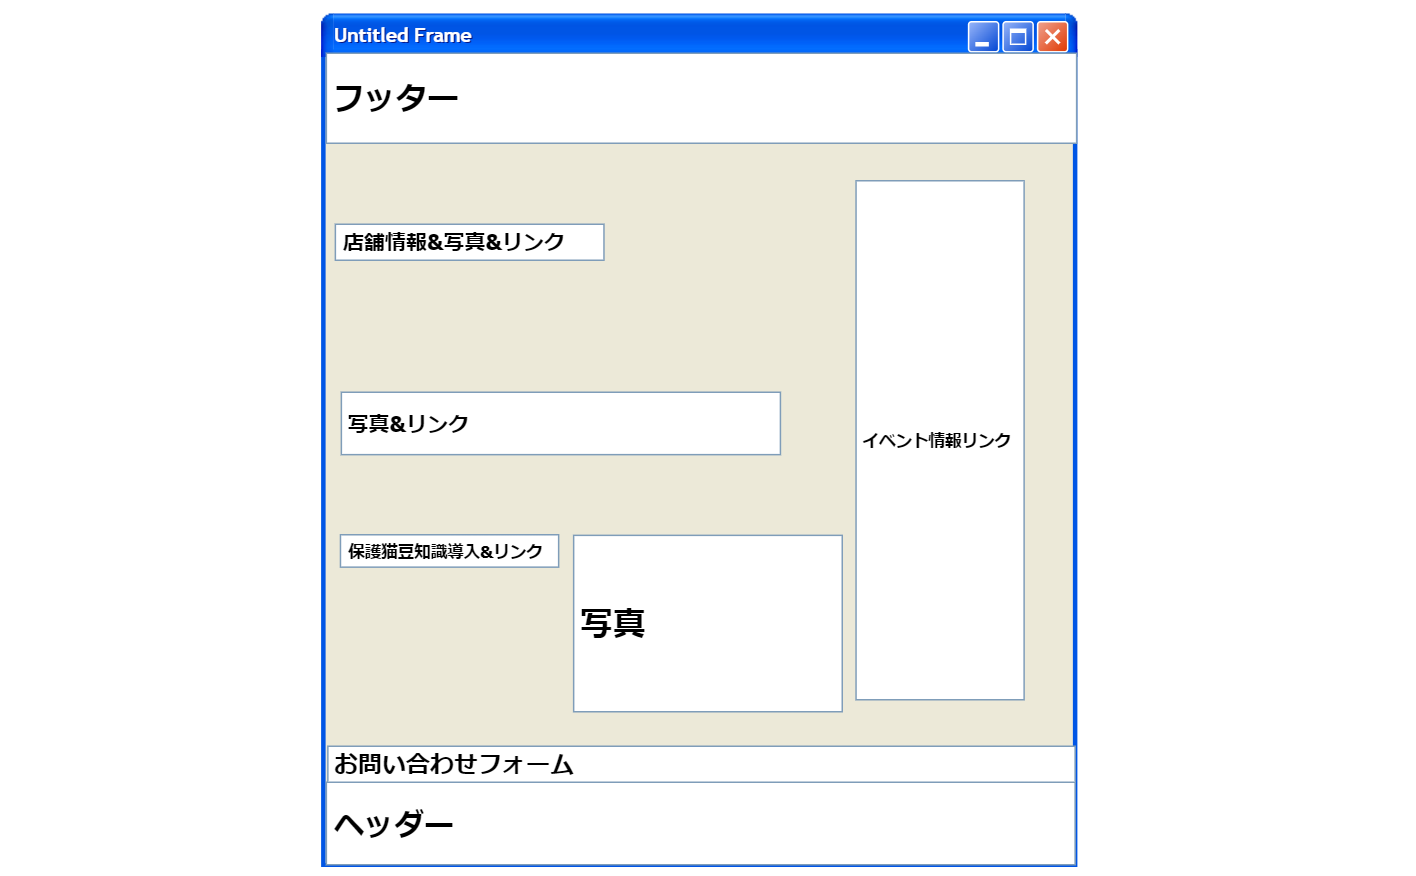 Untitled Frame
フッター
店舗情報&写真&リンク
写真&リンク
イベント情報リンク
保護猫豆知識導入&リンク
写真
お問い合わせフォーム
ヘッダー